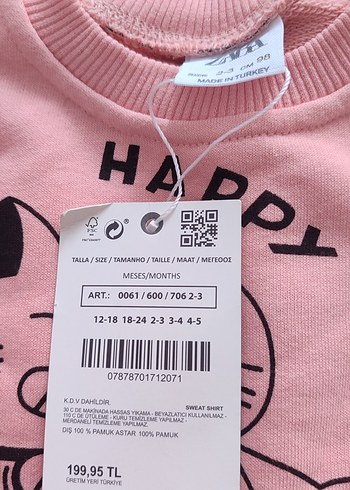 ZARA
2-3 CM 98
MADE IN TURKEY
HAPPY
FSC
TALLA / SIZE / TAMANHO / TAILLE / MAAT / ΜΕΓΕΘΟΣ
MESES/MONTHS
ART.: 0061 / 600 / 706 2-3
12-18 18-24 2-3 3-4 4-5
07878701712071
K.D.V DAHİLDİR. SWEAT SHIRT
30 C DE MAKİNADA HASSAS YIKAMA - BEYAZLATICI KULLANILMAZ -
110 C DE ÜTÜLEME - KURU TEMİZLEME YAPILMAZ -
MERDANELİ TEMİZLEME YAPILMAZ.
DIŞ 100 % PAMUK ASTAR 100% PAMUK
199,95 TL
ÜRETİM YERİ TÜRKİYE